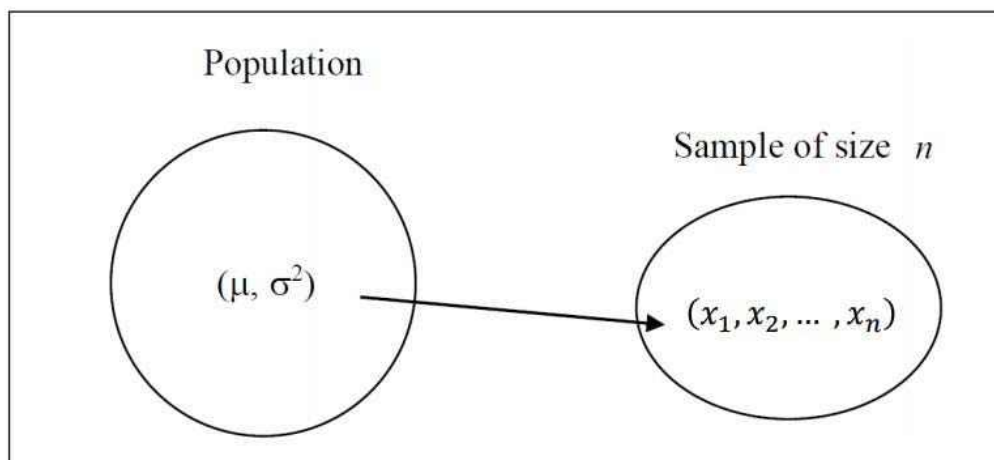 Population
Sample of size n
(μ, σ²)
(x₁, x₂, … , xₙ)